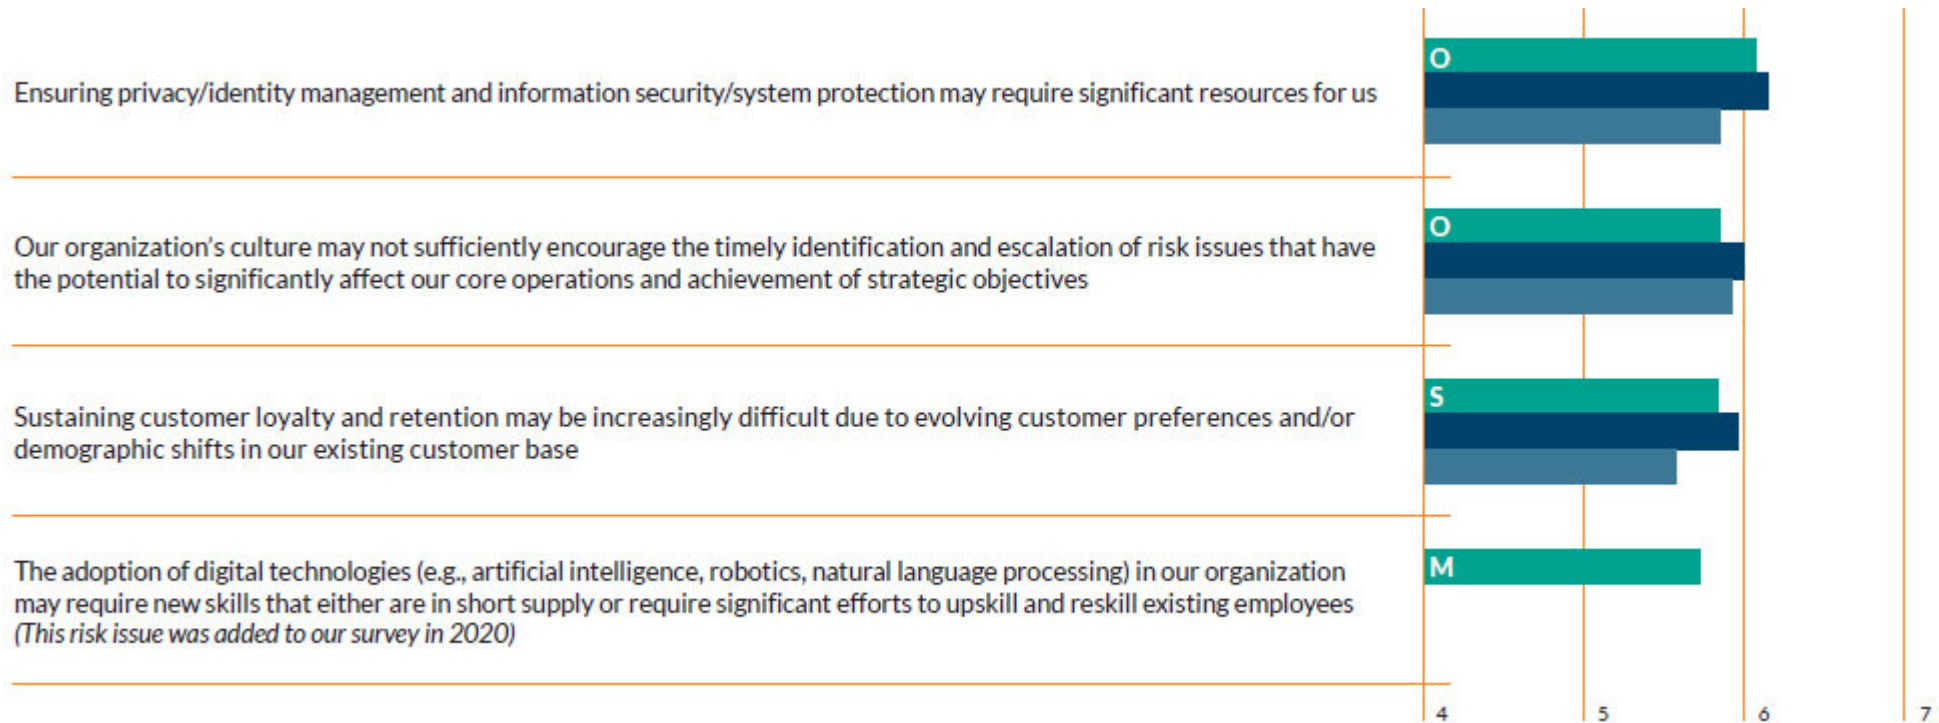 Ensuring privacy/identity management and information security/system protection may require significant resources for us
O
Our organization’s culture may not sufficiently encourage the timely identification and escalation of risk issues that have
the potential to significantly affect our core operations and achievement of strategic objectives
O
Sustaining customer loyalty and retention may be increasingly difficult due to evolving customer preferences and/or
demographic shifts in our existing customer base
S
The adoption of digital technologies (e.g., artificial intelligence, robotics, natural language processing) in our organization
may require new skills that either are in short supply or require significant efforts to upskill and reskill existing employees
(This risk issue was added to our survey in 2020)
M
4 5 6 7